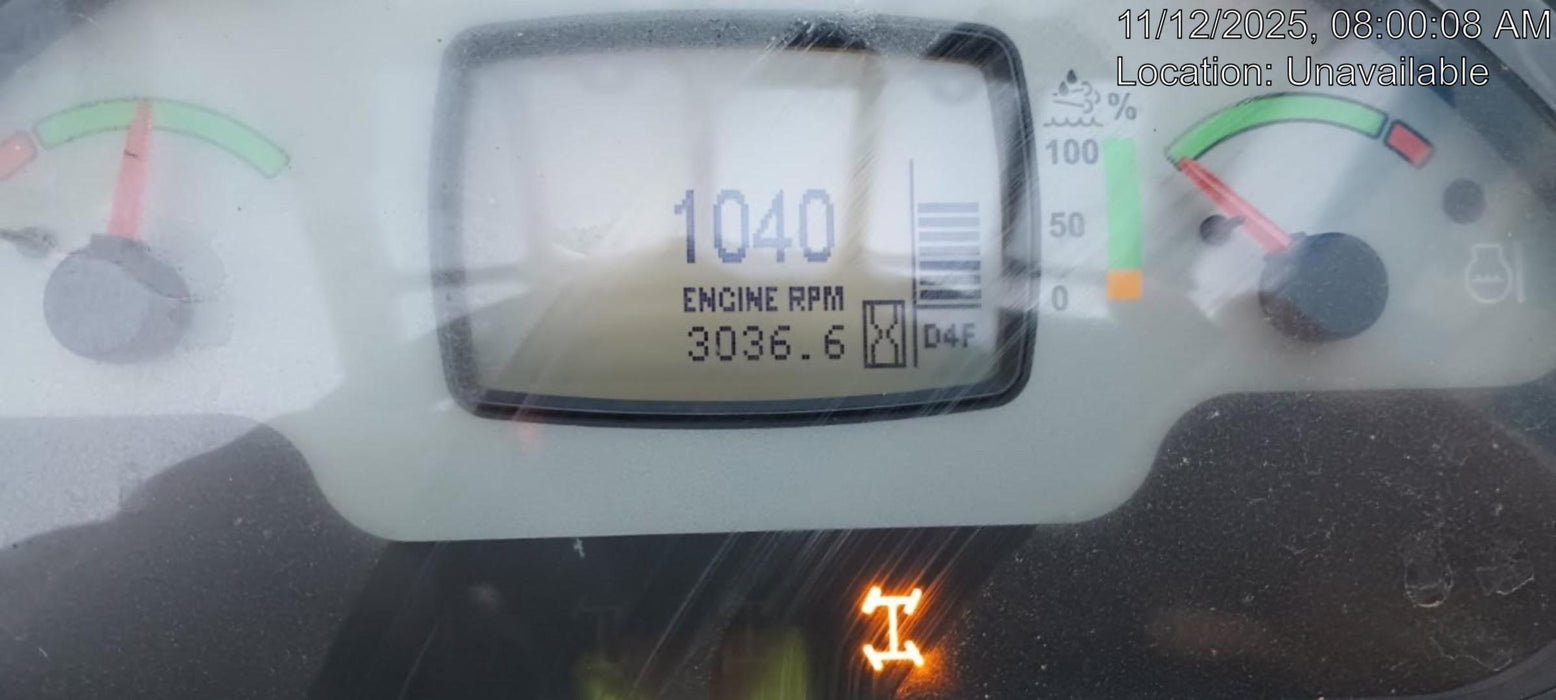 11/12/2025, 08:00:08 AM
Location: Unavailable
%
100
50
0
1040
ENGINE RPM
3036.6
D4F